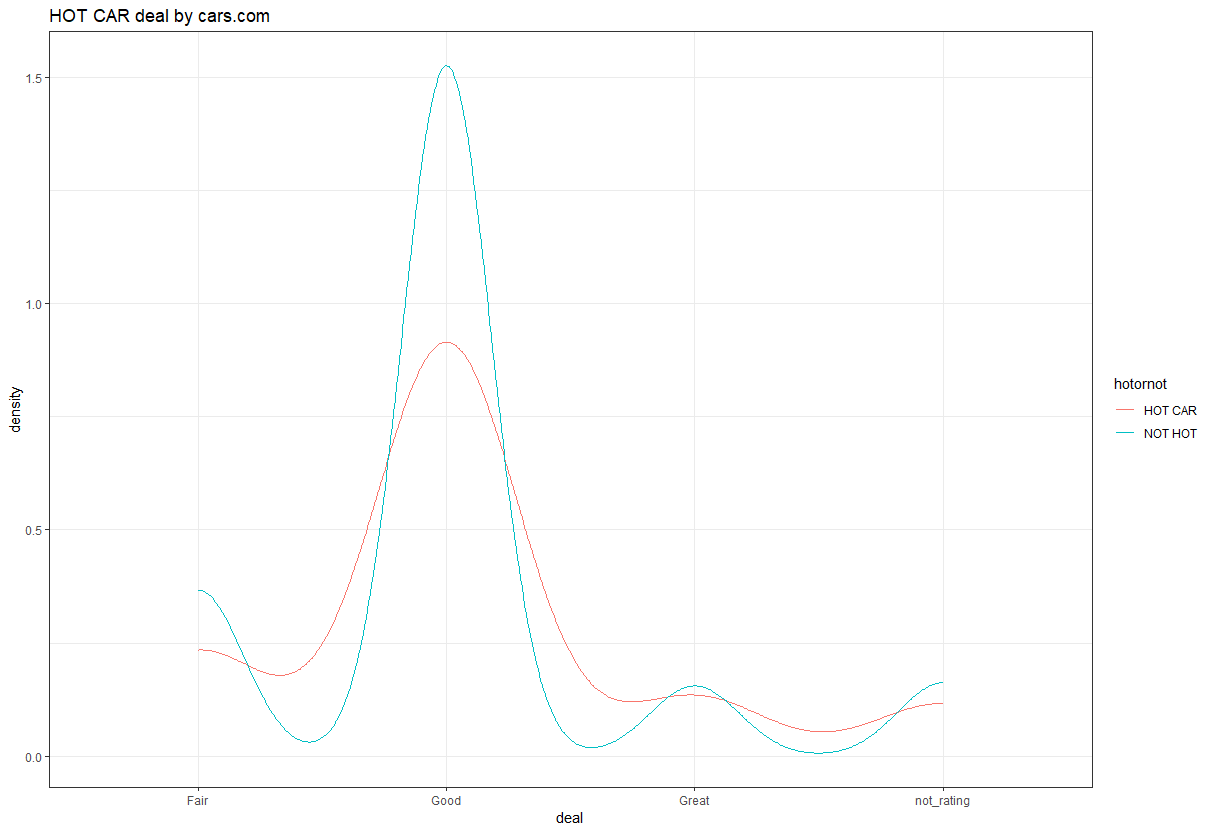 HOT CAR deal by cars.com
1.5
1.0
0.5
0.0
density
Fair Good Great not_rating
deal
hotornot
HOT CAR
NOT HOT